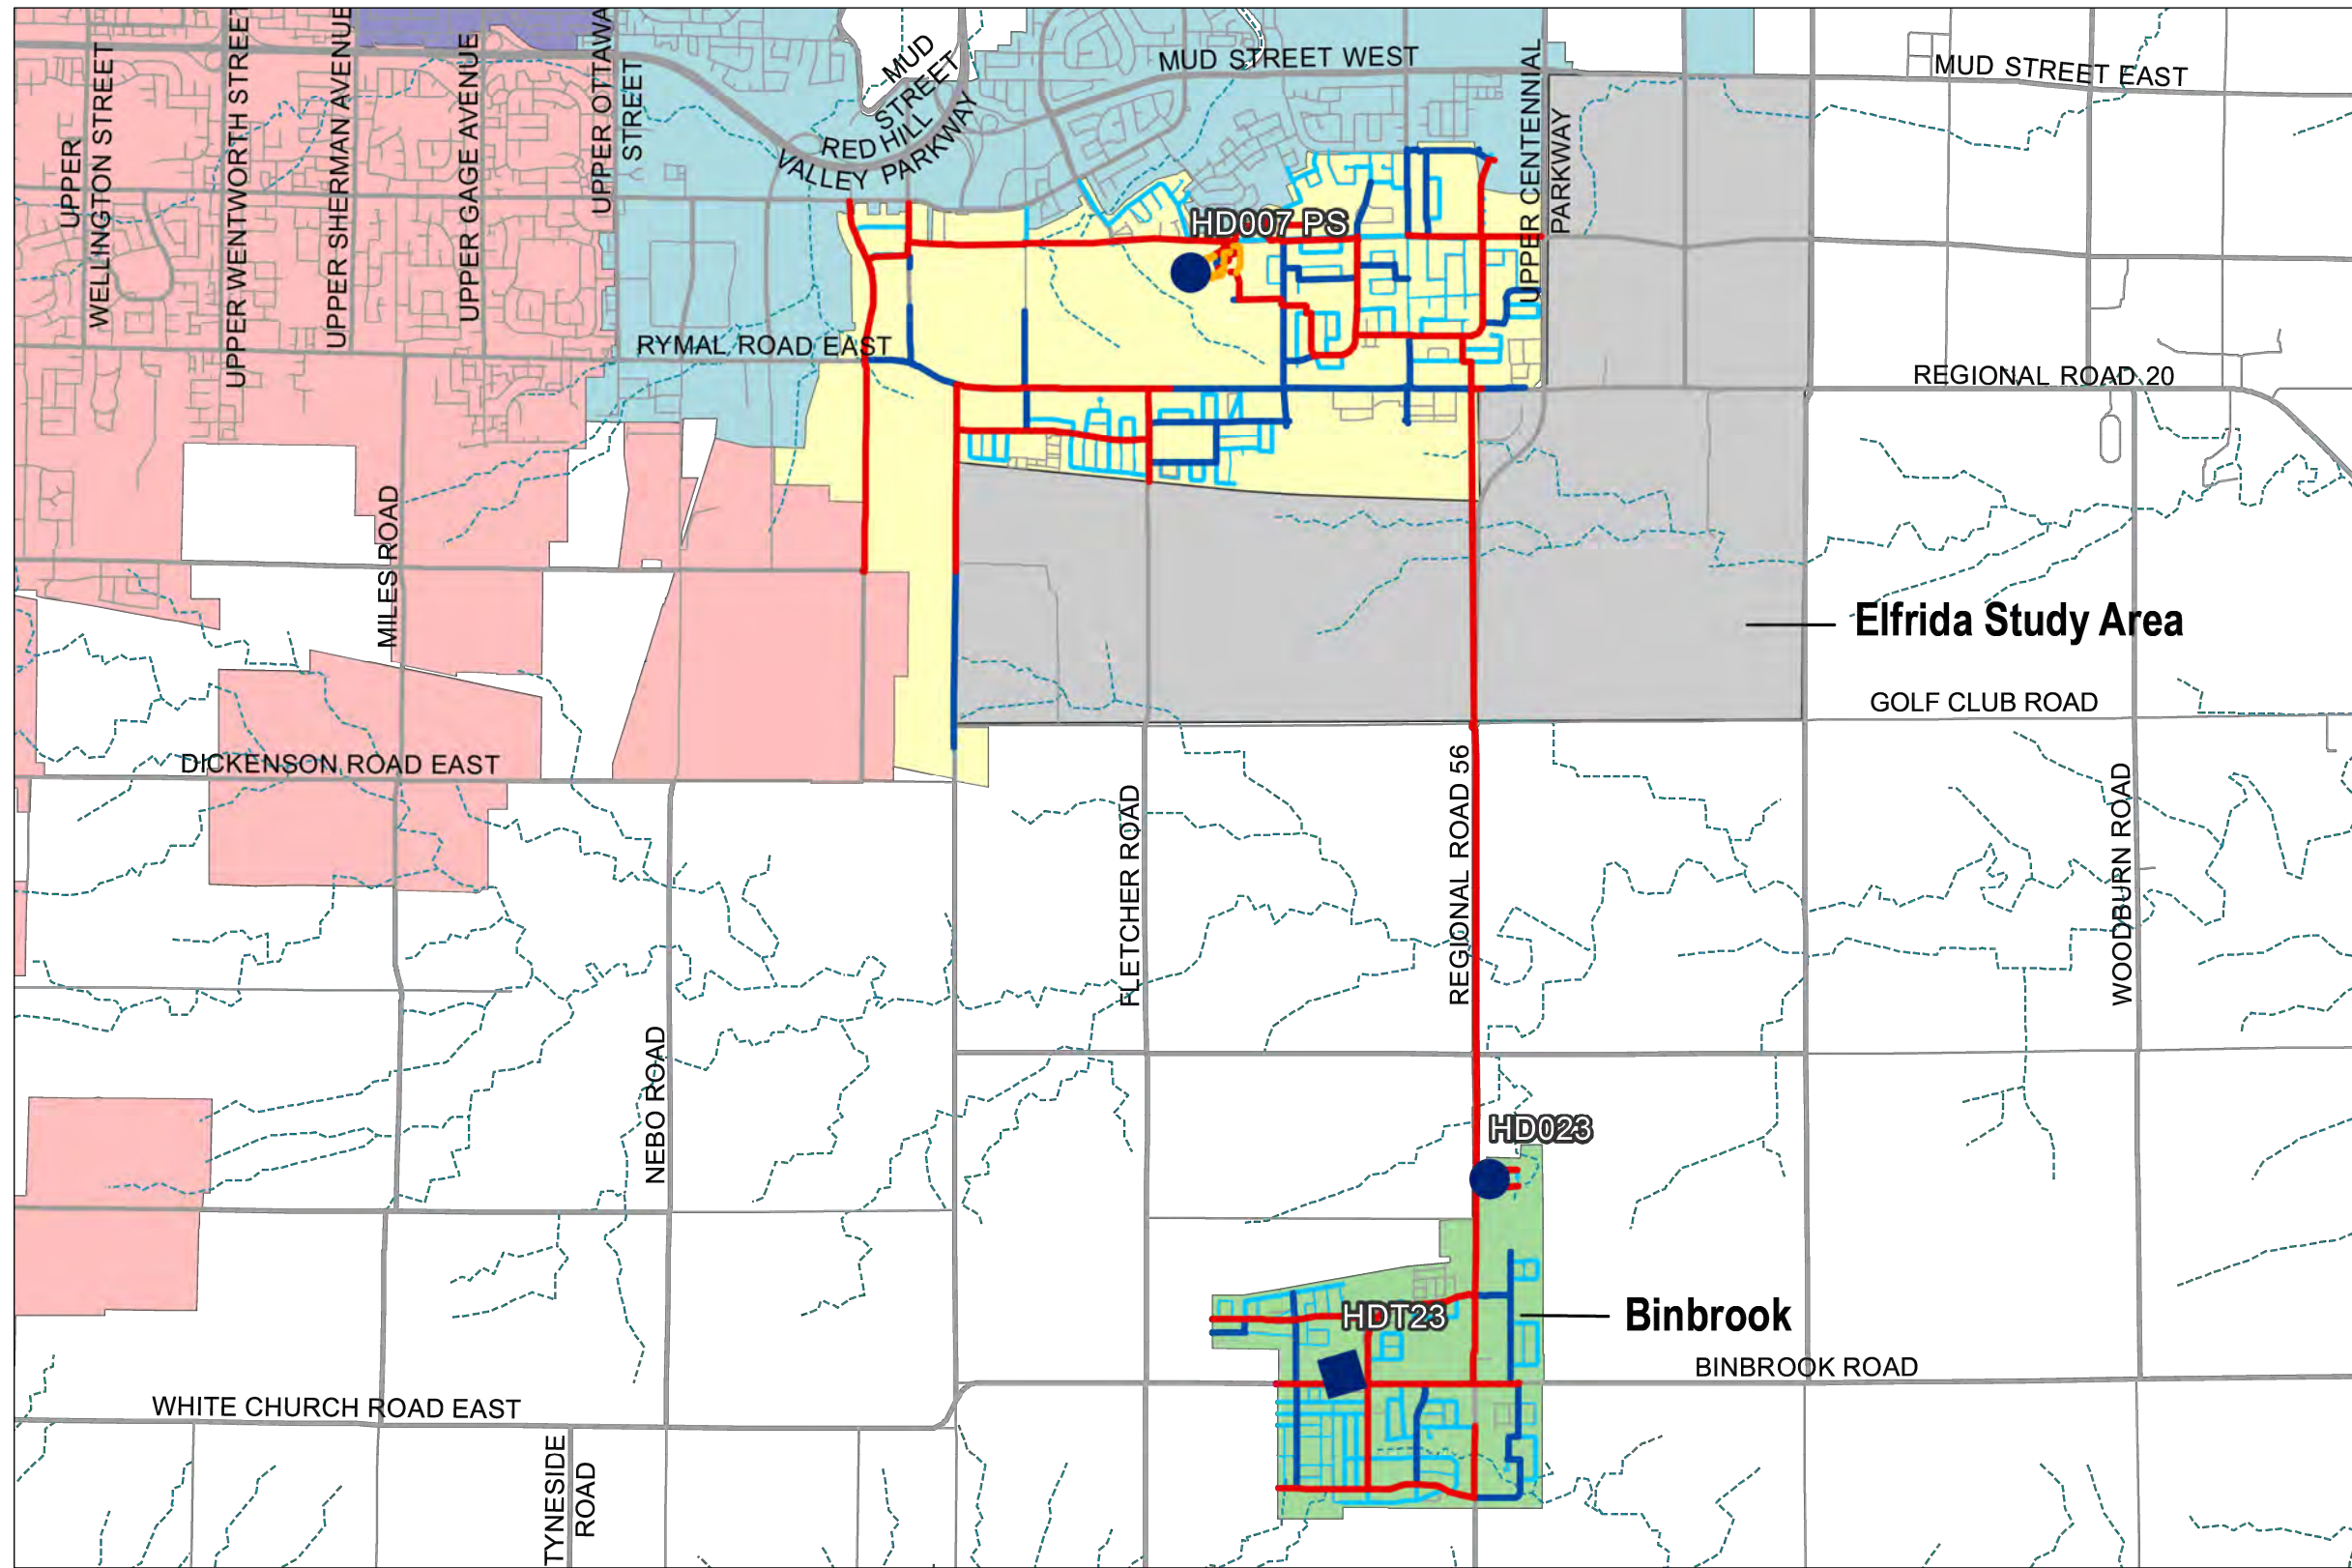 UPPER
WELLINGTON STREET
UPPER WENTWORTH STREET
UPPER SHERMAN AVENUE
UPPER GAGE AVENUE
UPPER OTTAWA
STREET
MUD
STREET
RED HILL
VALLEY PARKWAY
MUD STREET WEST
UPPER CENTENNIAL
PARKWAY
MUD STREET EAST
HD007 PS
RYMAL ROAD EAST
REGIONAL ROAD 20
MILES ROAD
Elfrida Study Area
GOLF CLUB ROAD
DICKENSON ROAD EAST
FLETCHER ROAD
REGIONAL ROAD 56
WOODBURN ROAD
NEBO ROAD
HD023
HDT23
Binbrook
BINBROOK ROAD
WHITE CHURCH ROAD EAST
TYNESIDE
ROAD